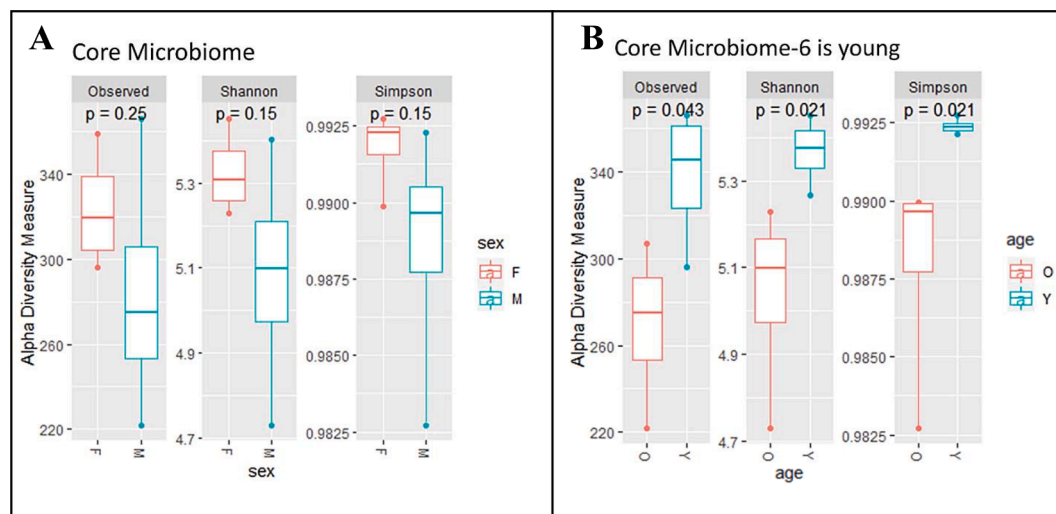 A Core Microbiome
Observed Shannon Simpson
p = 0.25 p = 0.15 p = 0.15
Alpha Diversity Measure
340
300
260
220
5.3
5.1
4.9
4.7
0.9925
0.9900
0.9875
0.9850
0.9825
F M F M F M
sex
sex
a F
a M
B Core Microbiome-6 is young
Observed Shannon Simpson
p = 0.043 p = 0.021 p = 0.021
Alpha Diversity Measure
340
300
260
220
5.3
5.1
4.9
4.7
0.9925
0.9900
0.9875
0.9850
0.9825
O Y O Y O Y
age
age
a O
a Y